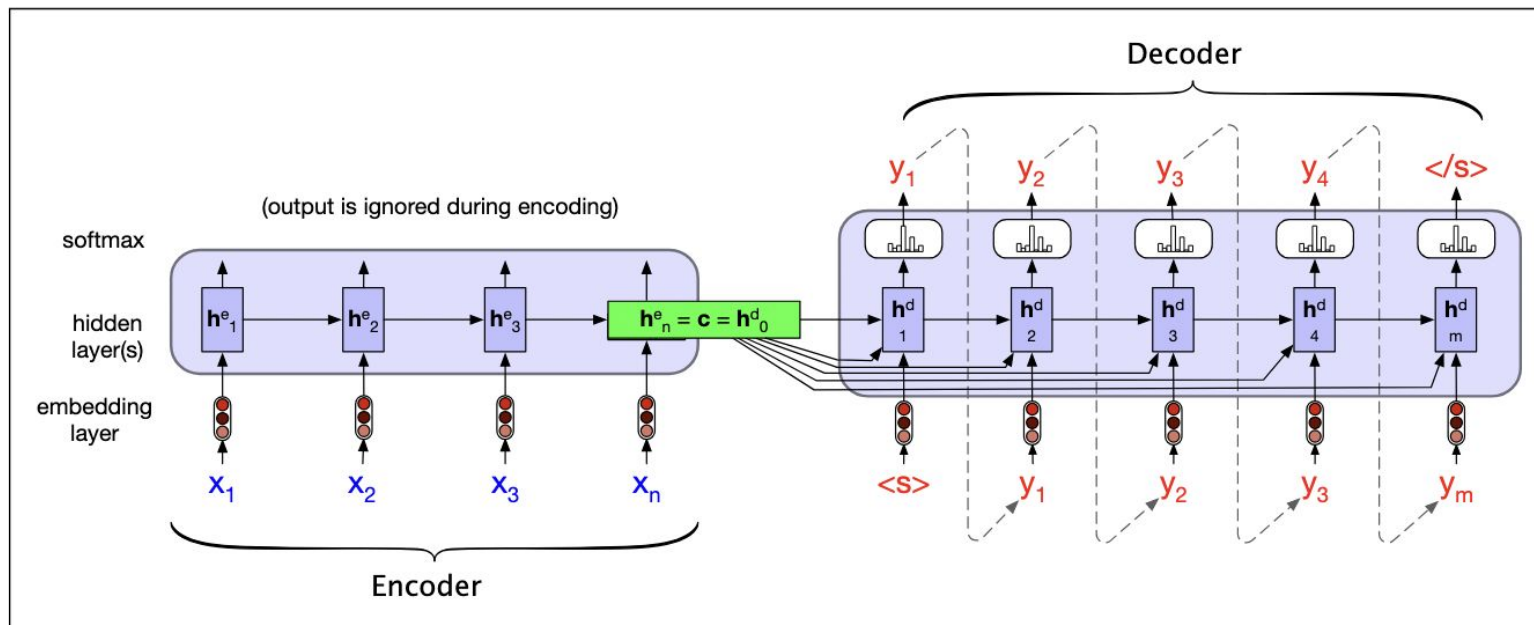 Decoder
y1 y2 y3 y4 </s>
(output is ignored during encoding)
softmax
hidden
layer(s)
he1 he2 he3 hen = c = hd0 hd1 hd2 hd3 hd4 hdm
embedding
layer
x1 x2 x3 xn <s> y1 y2 y3 ym
Encoder